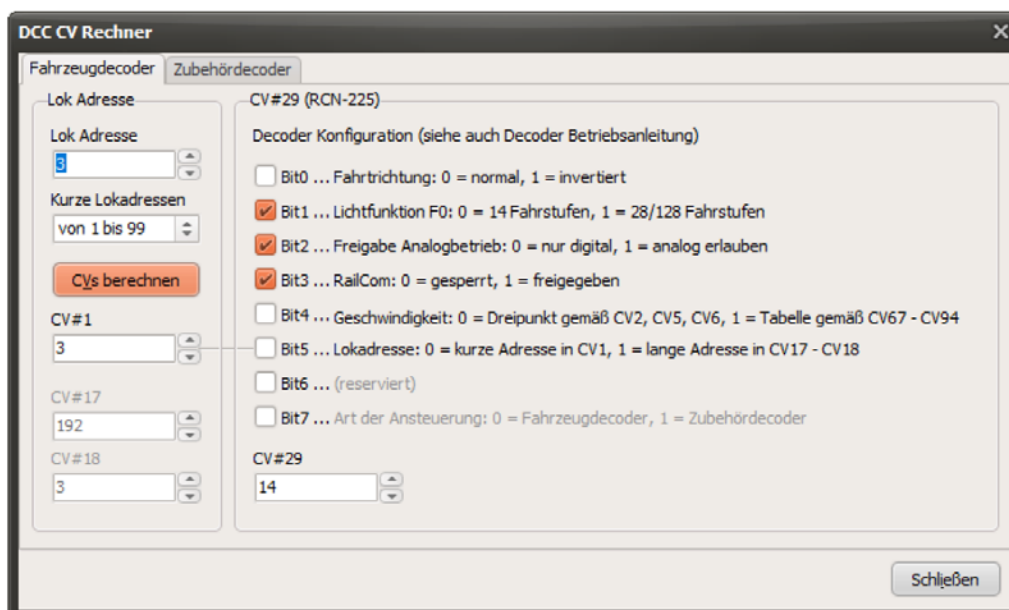 DCC CV Rechner
Fahrzeugdecoder Zubehördecoder
Lok Adresse
Lok Adresse
3
Kurze Lokadressen
von 1 bis 99
CVs berechnen
CV#1
3
CV#17
192
CV#18
3
CV#29 (RCN-225)
Decoder Konfiguration (siehe auch Decoder Betriebsanleitung)
Bit0 ... Fahrtrichtung: 0 = normal, 1 = invertiert
Bit1 ... Lichtfunktion F0: 0 = 14 Fahrstufen, 1 = 28/128 Fahrstufen
Bit2 ... Freigabe Analogbetrieb: 0 = nur digital, 1 = analog erlauben
Bit3 ... RailCom: 0 = gesperrt, 1 = freigegeben
Bit4 ... Geschwindigkeit: 0 = Dreipunkt gemäß CV2, CV5, CV6, 1 = Tabelle gemäß CV67 - CV94
Bit5 ... Lokadresse: 0 = kurze Adresse in CV1, 1 = lange Adresse in CV17 - CV18
Bit6 ... (reserviert)
Bit7 ... Art der Ansteuerung: 0 = Fahrzeugdecoder, 1 = Zubehördecoder
CV#29
14
Schließen